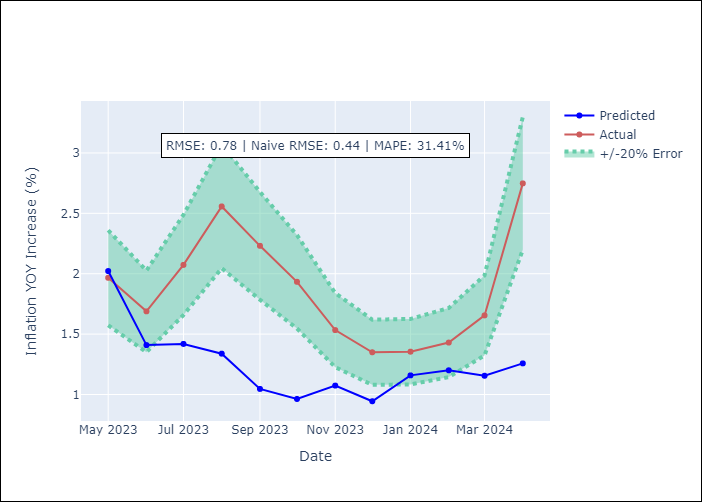 RMSE: 0.78 | Naive RMSE: 0.44 | MAPE: 31.41%
Predicted
Actual
+/-20% Error
Inflation YOY Increase (%)
3
2.5
2
1.5
1
May 2023 Jul 2023 Sep 2023 Nov 2023 Jan 2024 Mar 2024
Date